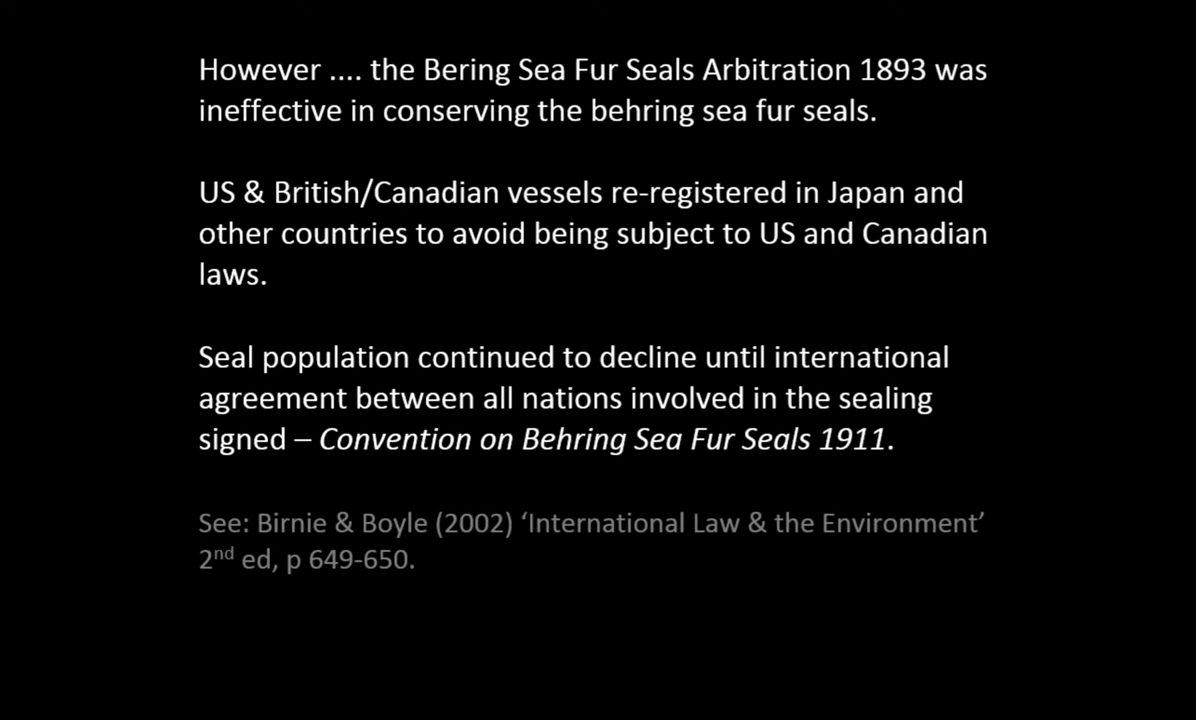 However .... the Bering Sea Fur Seals Arbitration 1893 was
ineffective in conserving the behring sea fur seals.
US & British/Canadian vessels re-registered in Japan and
other countries to avoid being subject to US and Canadian
laws.
Seal population continued to decline until international
agreement between all nations involved in the sealing
signed – Convention on Behring Sea Fur Seals 1911.
See: Birnie & Boyle (2002) ‘International Law & the Environment’
2nd ed, p 649-650.